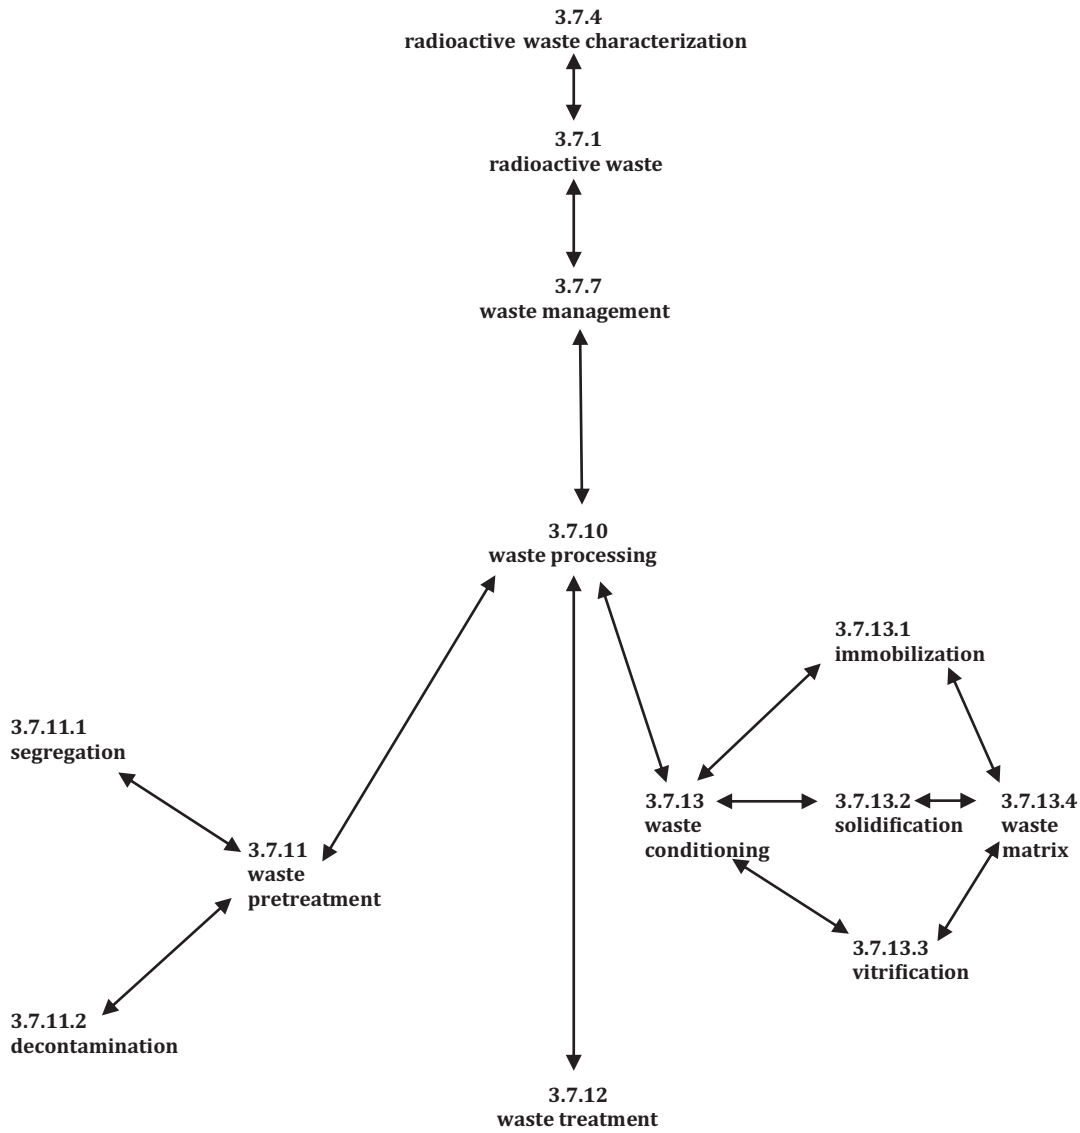 3.7.4
radioactive waste characterization
3.7.1
radioactive waste
3.7.7
waste management
3.7.10
waste processing
3.7.13.1
immobilization
3.7.11.1
segregation
3.7.13
waste
conditioning
3.7.13.2
solidification
3.7.13.4
waste
matrix
3.7.11
waste
pretreatment
3.7.13.3
vitrification
3.7.11.2
decontamination
3.7.12
waste treatment